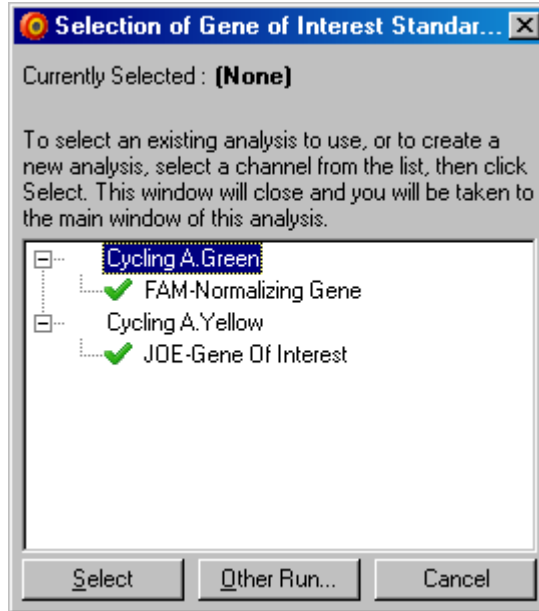 Selection of Gene of Interest Standar...
Currently Selected : (None)
To select an existing analysis to use, or to create a
new analysis, select a channel from the list, then click
Select. This window will close and you will be taken to
the main window of this analysis.
Cycling A.Green
FAM-Normalizing Gene
Cycling A.Yellow
JOE-Gene Of Interest
Select Other Run... Cancel